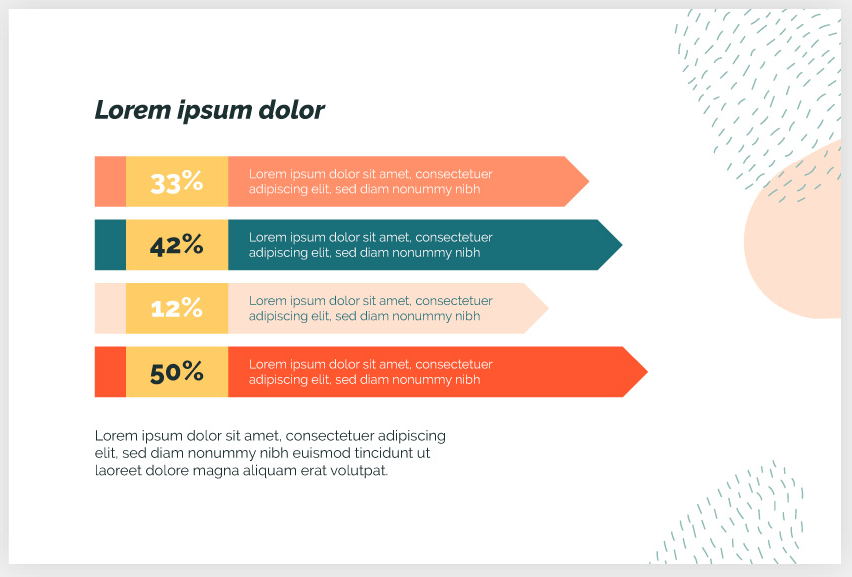 Lorem ipsum dolor
33%
Lorem ipsum dolor sit amet, consectetuer
adipiscing elit, sed diam nonummy nibh
42%
Lorem ipsum dolor sit amet, consectetuer
adipiscing elit, sed diam nonummy nibh
12%
Lorem ipsum dolor sit amet, consectetuer
adipiscing elit, sed diam nonummy nibh
50%
Lorem ipsum dolor sit amet, consectetuer
adipiscing elit, sed diam nonummy nibh
Lorem ipsum dolor sit amet, consectetuer adipiscing
elit, sed diam nonummy nibh euismod tincidunt ut
laoreet dolore magna aliquam erat volutpat.